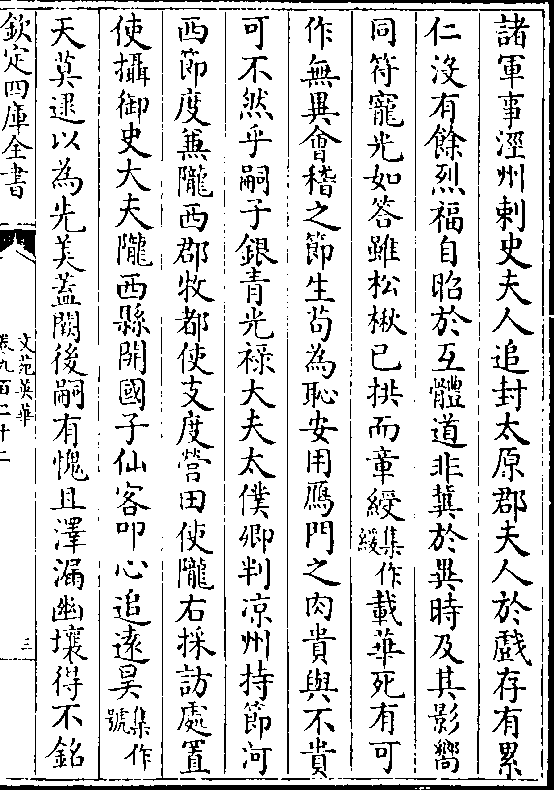 諸軍事涇州刺史夫人追封太原郡夫人於戲存有累
仁沒有餘烈福自昭於互體道非冀於異時及其影嚮
同符寵光如答雖松楸已拱而章綬集作緩載華死有可
作無異會稽之節生茍為恥安用鴈門之肉貴與不貴
可不然乎嗣子銀青光祿大夫太僕卿判涼州持節河
西節度兼隴西郡牧都使支度營田使隴右採訪處置
使攝御史大夫隴西縣開國子仙客叩心追遠昊集作號
天莫逮以為先美蓋闕後嗣有愧且澤漏幽壤得不銘
欽定四庫全書
文苑英華
卷九百二十二
三